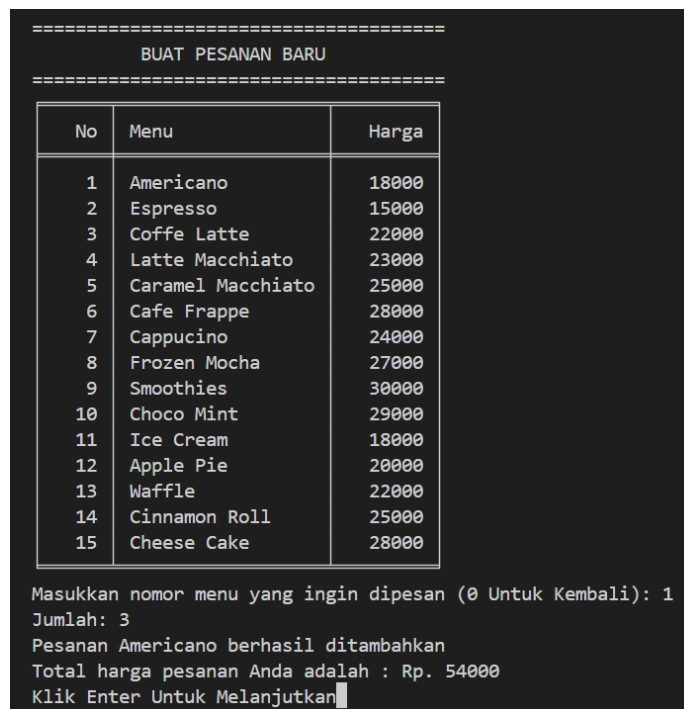 ======================================
BUAT PESANAN BARU
======================================
No Menu Harga
1 Americano 18000
2 Espresso 15000
3 Coffe Latte 22000
4 Latte Macchiato 23000
5 Caramel Macchiato 25000
6 Cafe Frappe 28000
7 Cappucino 24000
8 Frozen Mocha 27000
9 Smoothies 30000
10 Choco Mint 29000
11 Ice Cream 18000
12 Apple Pie 20000
13 Waffle 22000
14 Cinnamon Roll 25000
15 Cheese Cake 28000
Masukkan nomor menu yang ingin dipesan (0 Untuk Kembali): 1
Jumlah: 3
Pesanan Americano berhasil ditambahkan
Total harga pesanan Anda adalah : Rp. 54000
Klik Enter Untuk Melanjutkan